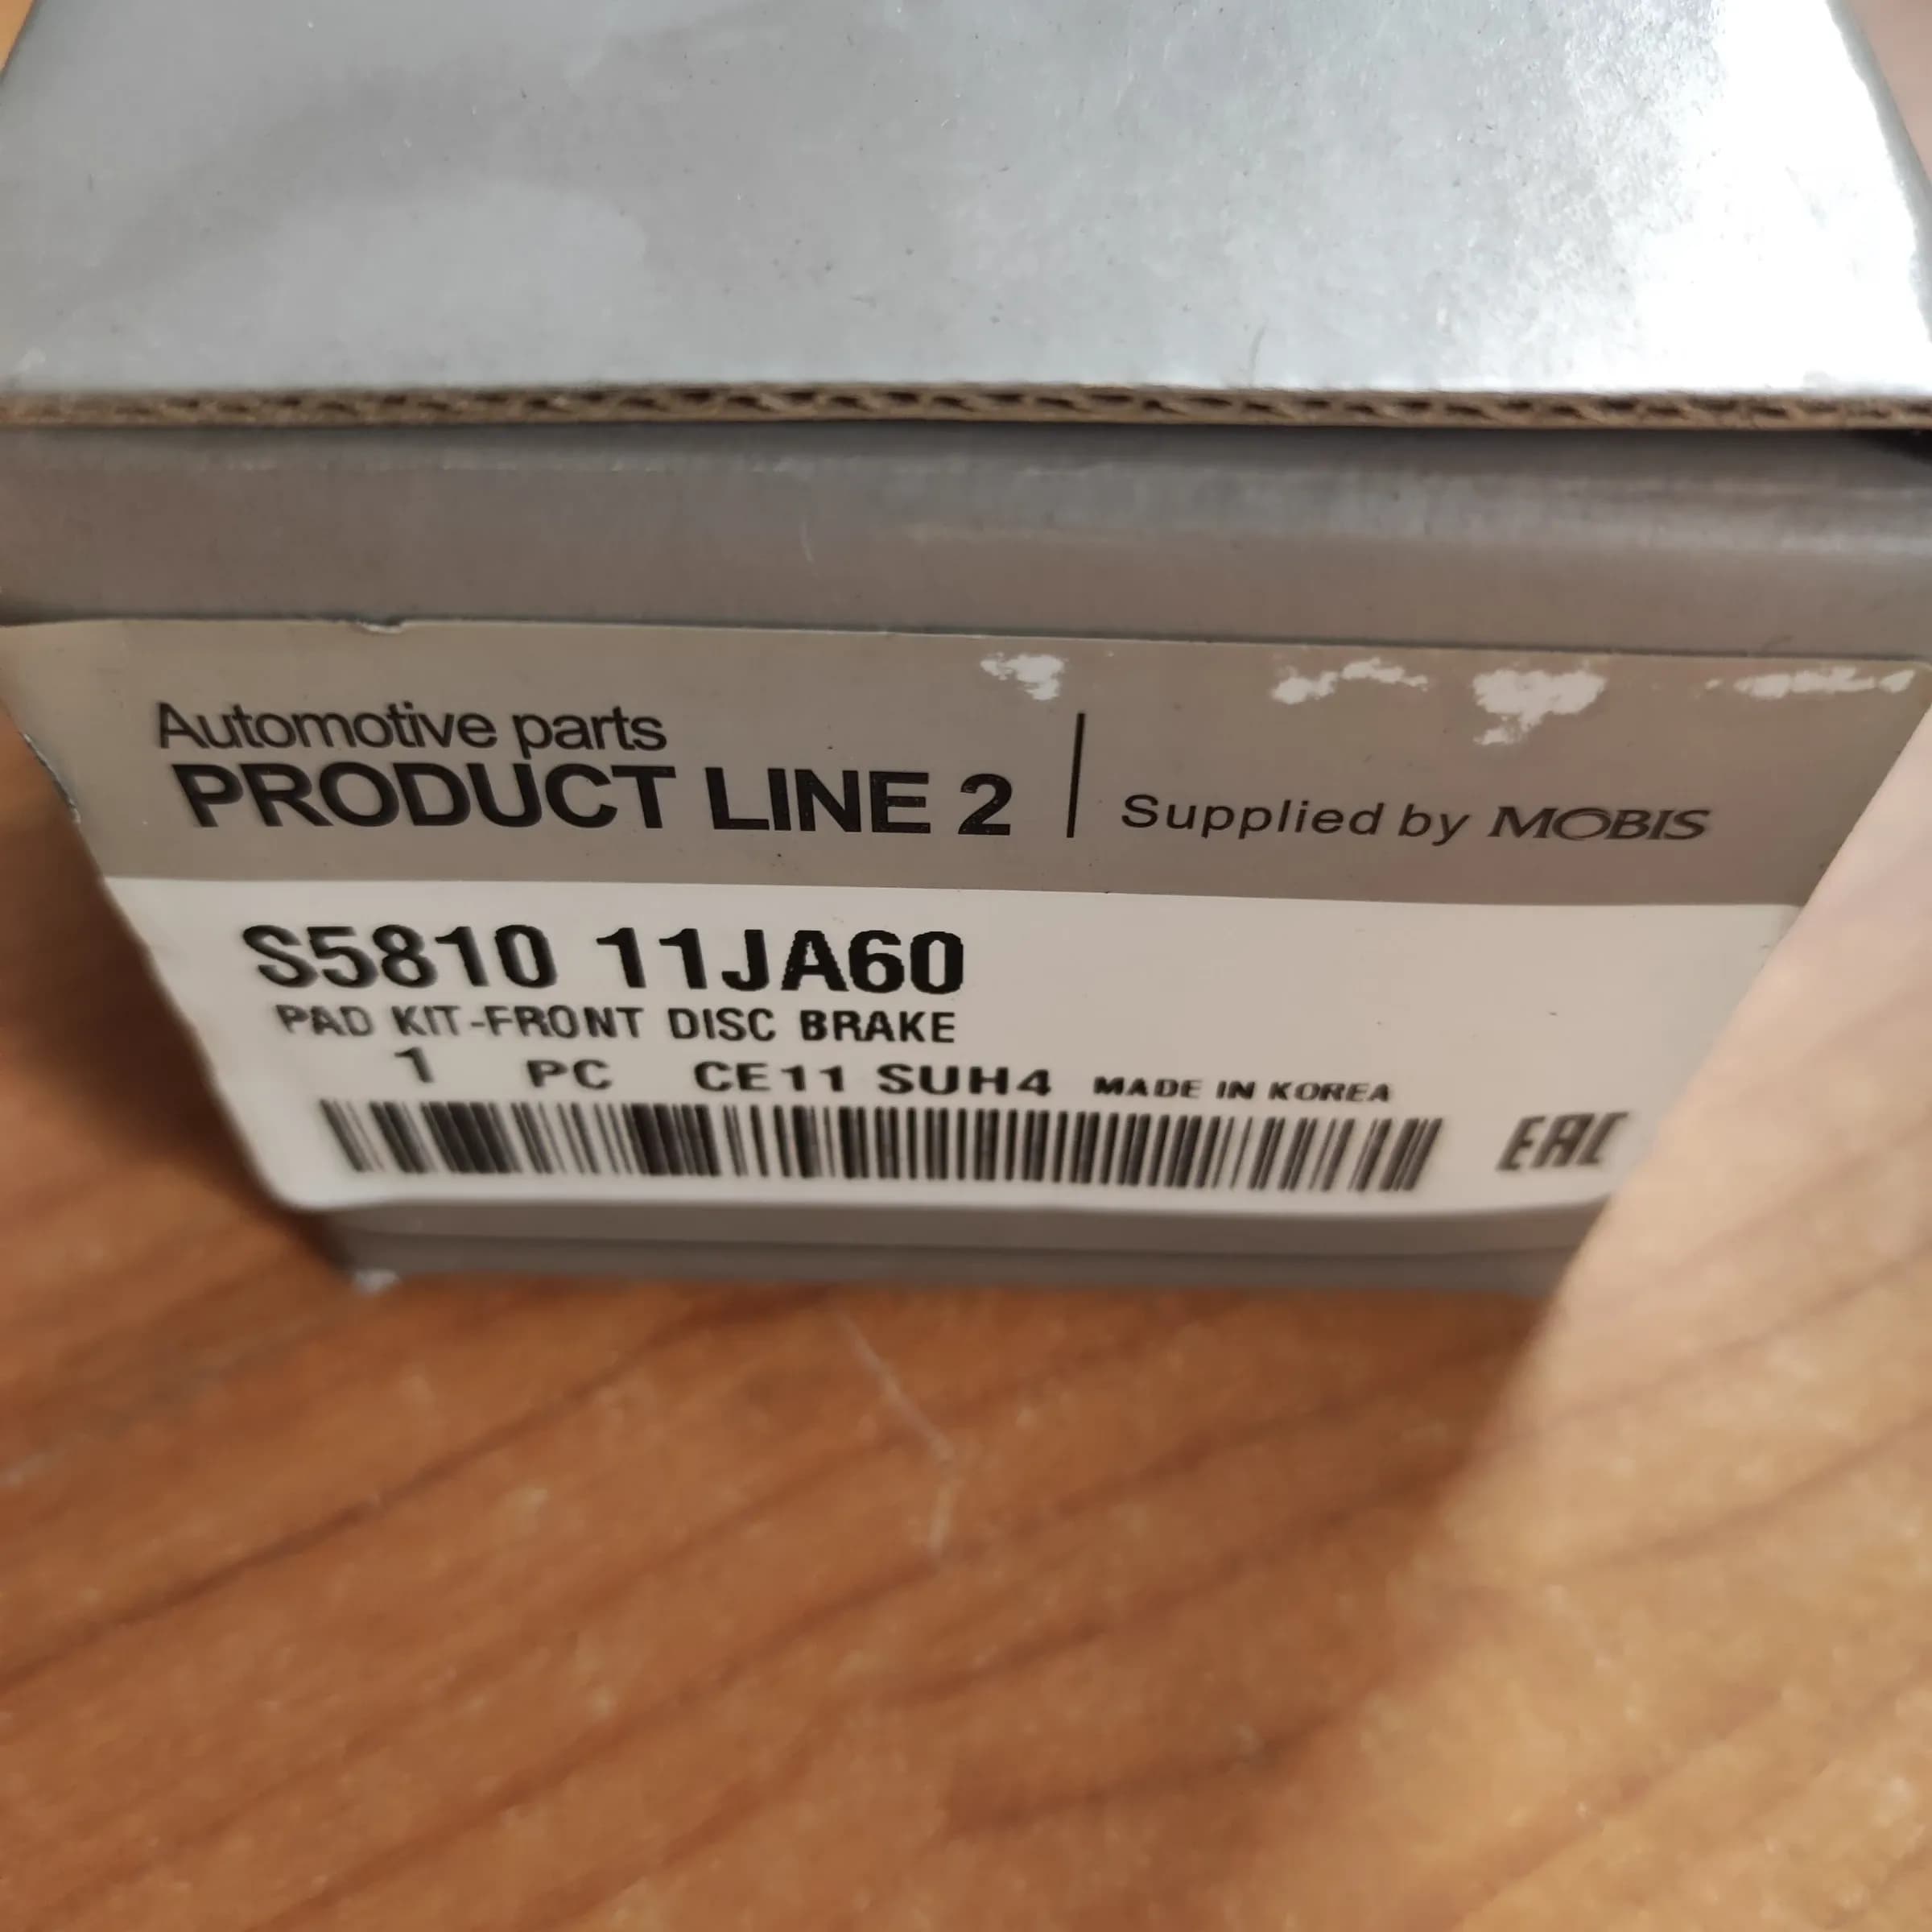 Automotive parts
PRODUCT LINE 2
Supplied by MOBIS
S5810 11JA60
PAD KIT-FRONT DISC BRAKE
1 PC CE11 SUH4 MADE IN KOREA
EAC